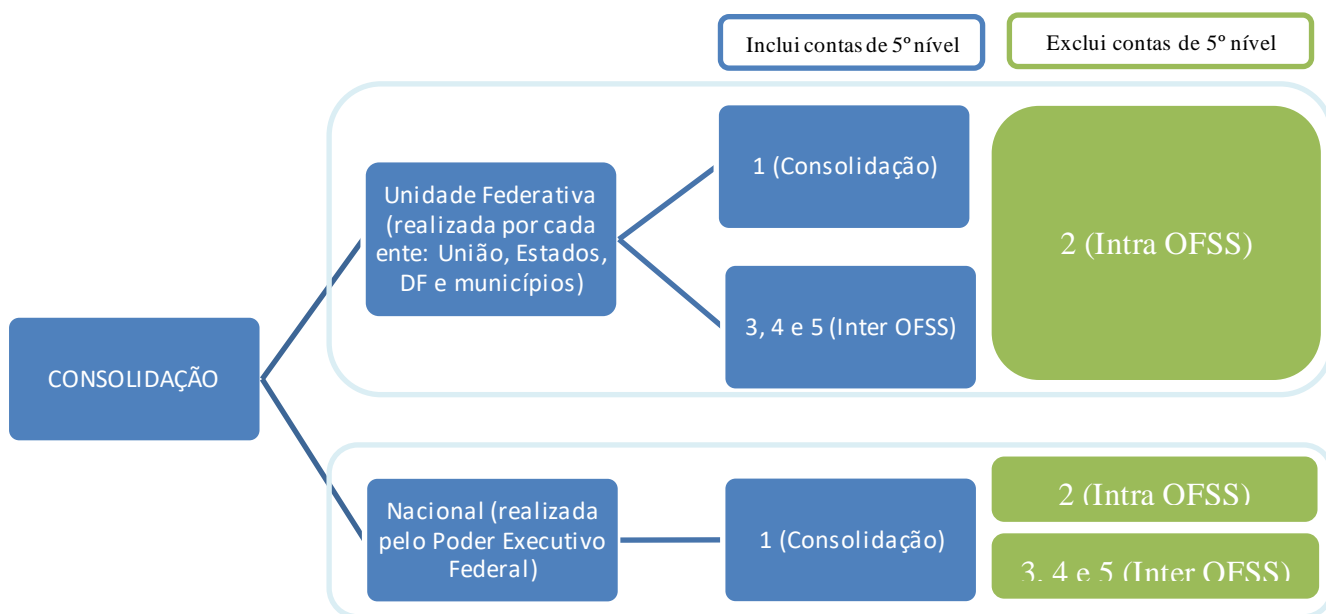 Inclui contas de 5º nível
Exclui contas de 5º nível
Unidade Federativa
(realizada por cada
ente: União, Estados,
DF e municípios)
1 (Consolidação)
3, 4 e 5 (Inter OFSS)
2 (Intra OFSS)
CONSOLIDAÇÃO
Nacional (realizada
pelo Poder Executivo
Federal)
1 (Consolidação)
2 (Intra OFSS)
3, 4 e 5 (Inter OFSS)